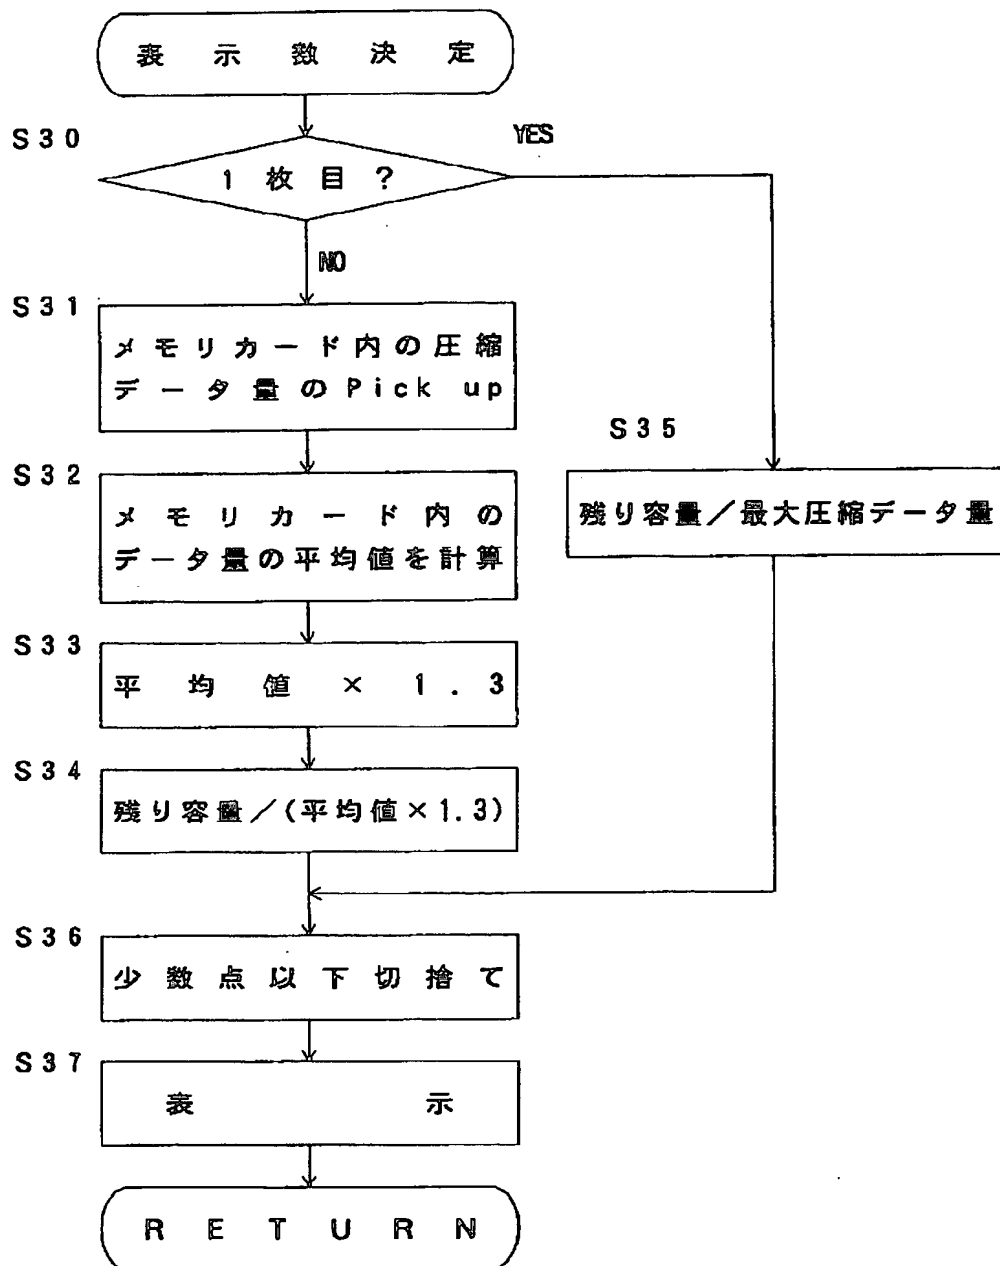 表示数決定
S30
YES
1枚目?
NO
S31
メモリカード内の圧縮
データ量のPick up
S35
残り容量/最大圧縮データ量
S32
メモリカード内の
データ量の平均値を計算
S33
平均値×1.3
S34
残り容量/(平均値×1.3)
S36
少数点以下切捨て
S37
表示
RETURN